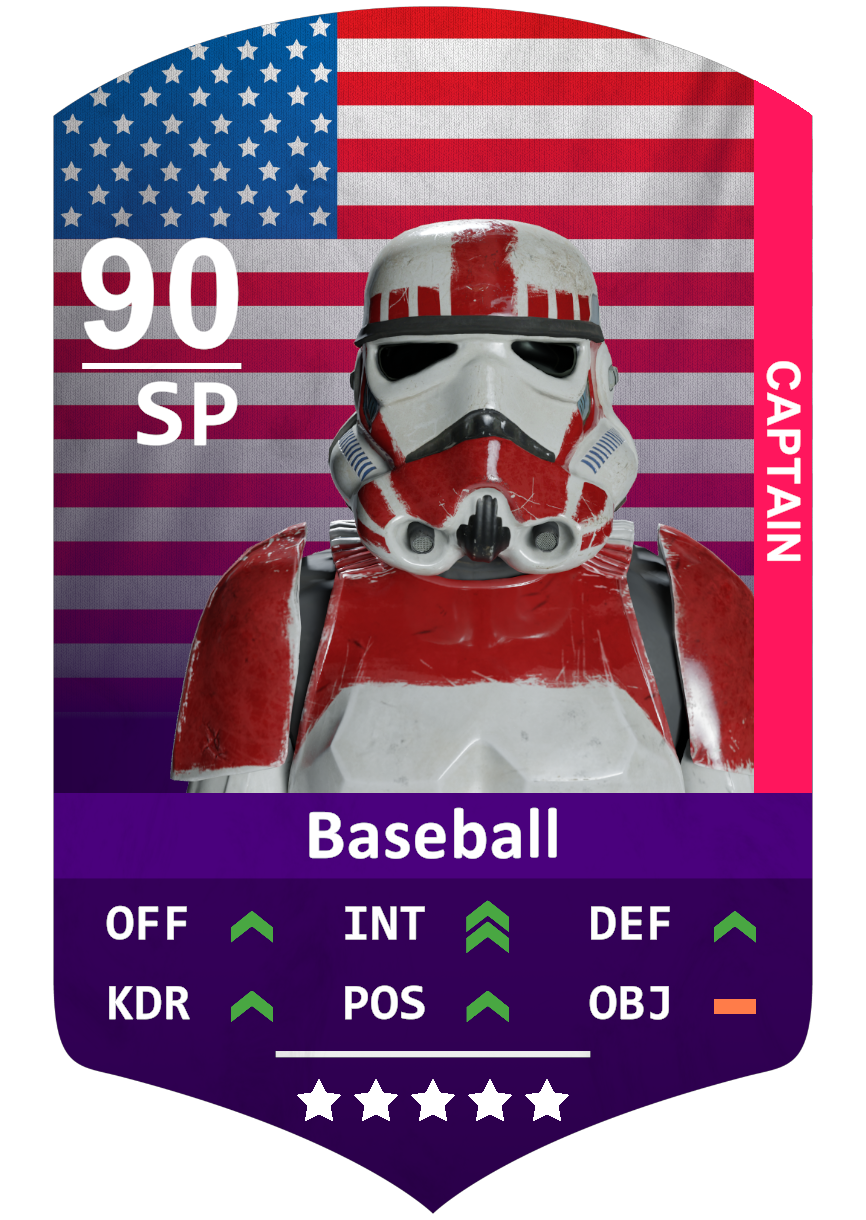 90
SP
CAPTAIN
Baseball
OFF INT DEF
KDR POS OBJ